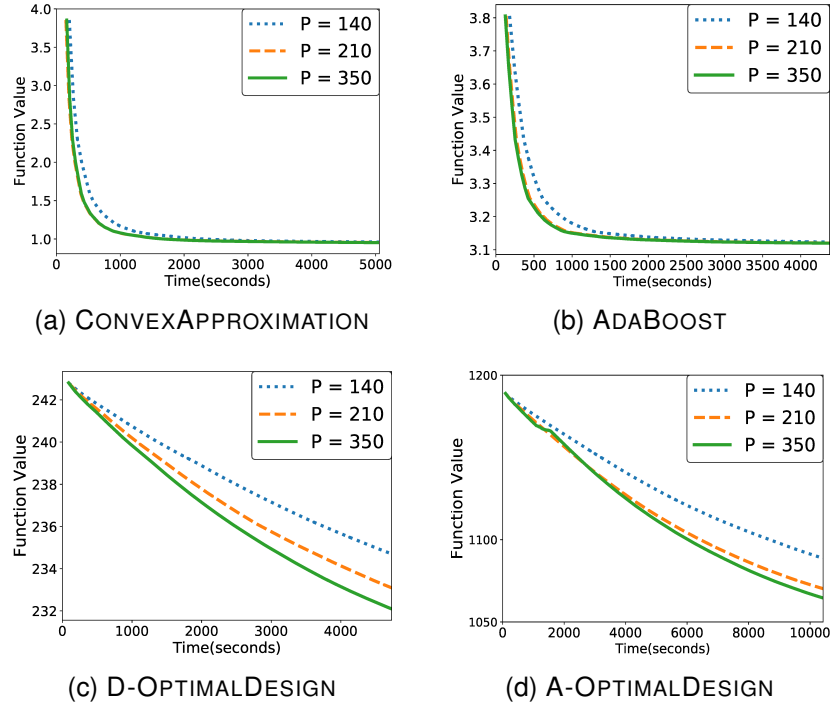 4.0
3.5
3.0
2.5
2.0
1.5
1.0
Function Value
P = 140
P = 210
P = 350
0 1000 2000 3000 4000 5000
Time(seconds)
(a) CONVEXAPPROXIMATION
3.8
3.7
3.6
3.5
3.4
3.3
3.2
3.1
Function Value
P = 140
P = 210
P = 350
0 500 1000 1500 2000 2500 3000 3500 4000
Time(seconds)
(b) ADABOOST
242
240
238
236
234
232
Function Value
P = 140
P = 210
P = 350
0 1000 2000 3000 4000
Time(seconds)
(c) D-OPTIMALDESIGN
1200
1100
1050
Function Value
P = 140
P = 210
P = 350
0 2000 4000 6000 8000 10000
Time(seconds)
(d) A-OPTIMALDESIGN